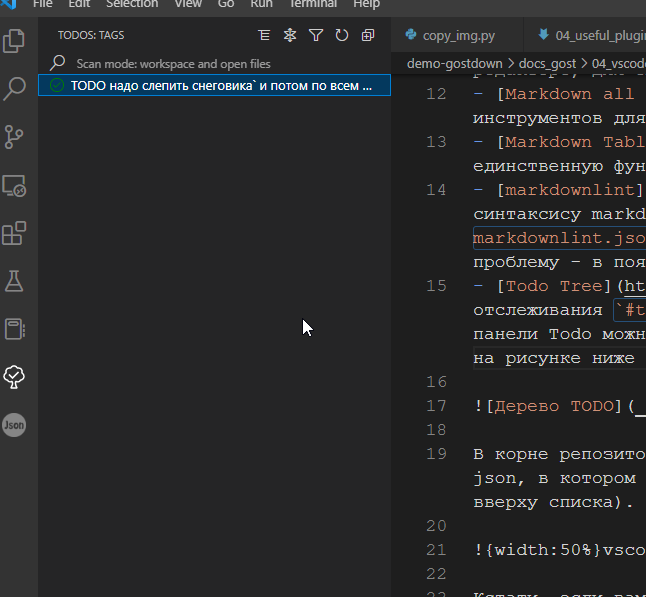 File Edit Selection View Go Run Terminal Help
TODOS: TAGS
Scan mode: workspace and open files
TODO надо слепить снеговика` и потом по всем ...
Json
copy_img.py 04_useful_plugin
demo-gostdown > docs_gost > 04_vscode
12 - [Markdown all
инструментов для
13 - [Markdown Tabl
единственную фун
14 - [markdownlint]
синтаксису markd
markdownlint.jso
проблему - в поя
15 - [Todo Tree](ht
отслеживания `#t
панели Todo можн
на рисунке ниже
16
17 ![Дерево TODO](_
18
19 В корне репозито
json, в котором
вверху списка).
20
21 !{width:50%}vsco
22